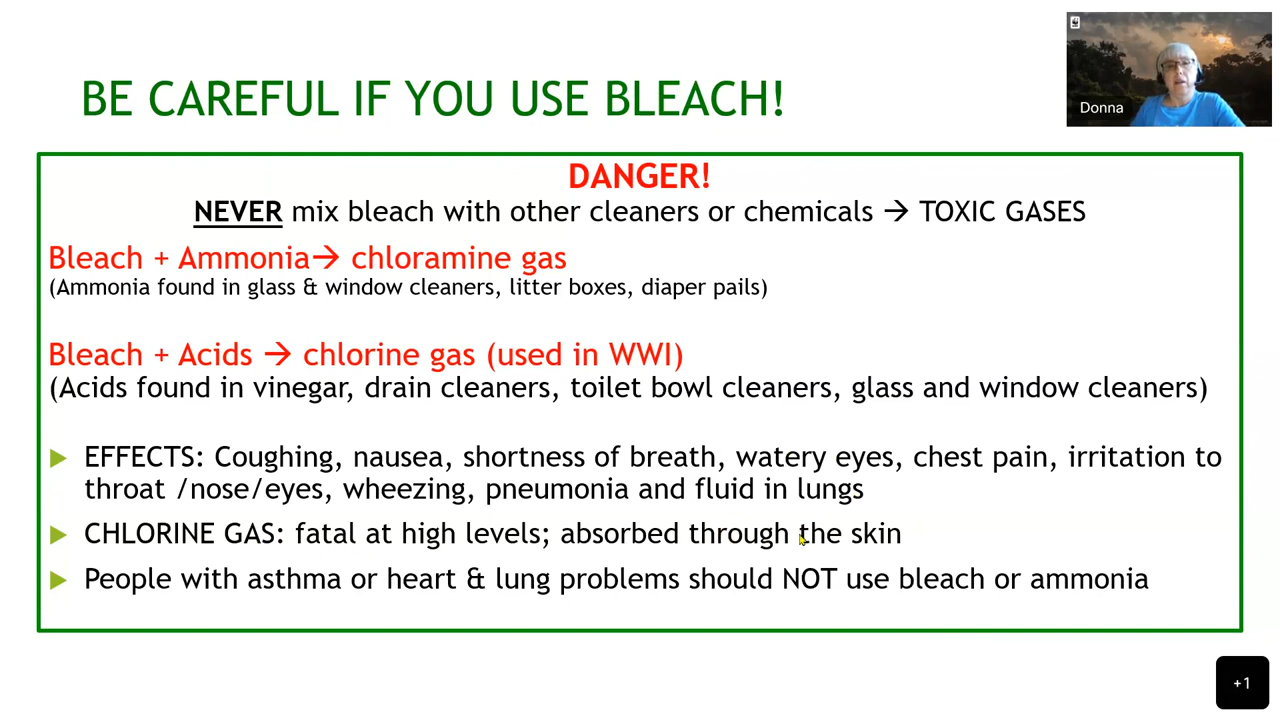 BE CAREFUL IF YOU USE BLEACH!
Donna
DANGER!
NEVER mix bleach with other cleaners or chemicals → TOXIC GASES
Bleach + Ammonia→ chloramine gas
(Ammonia found in glass & window cleaners, litter boxes, diaper pails)
Bleach + Acids → chlorine gas (used in WWI)
(Acids found in vinegar, drain cleaners, toilet bowl cleaners, glass and window cleaners)
EFFECTS: Coughing, nausea, shortness of breath, watery eyes, chest pain, irritation to
throat /nose/eyes, wheezing, pneumonia and fluid in lungs
CHLORINE GAS: fatal at high levels; absorbed through the skin
People with asthma or heart & lung problems should NOT use bleach or ammonia
+1